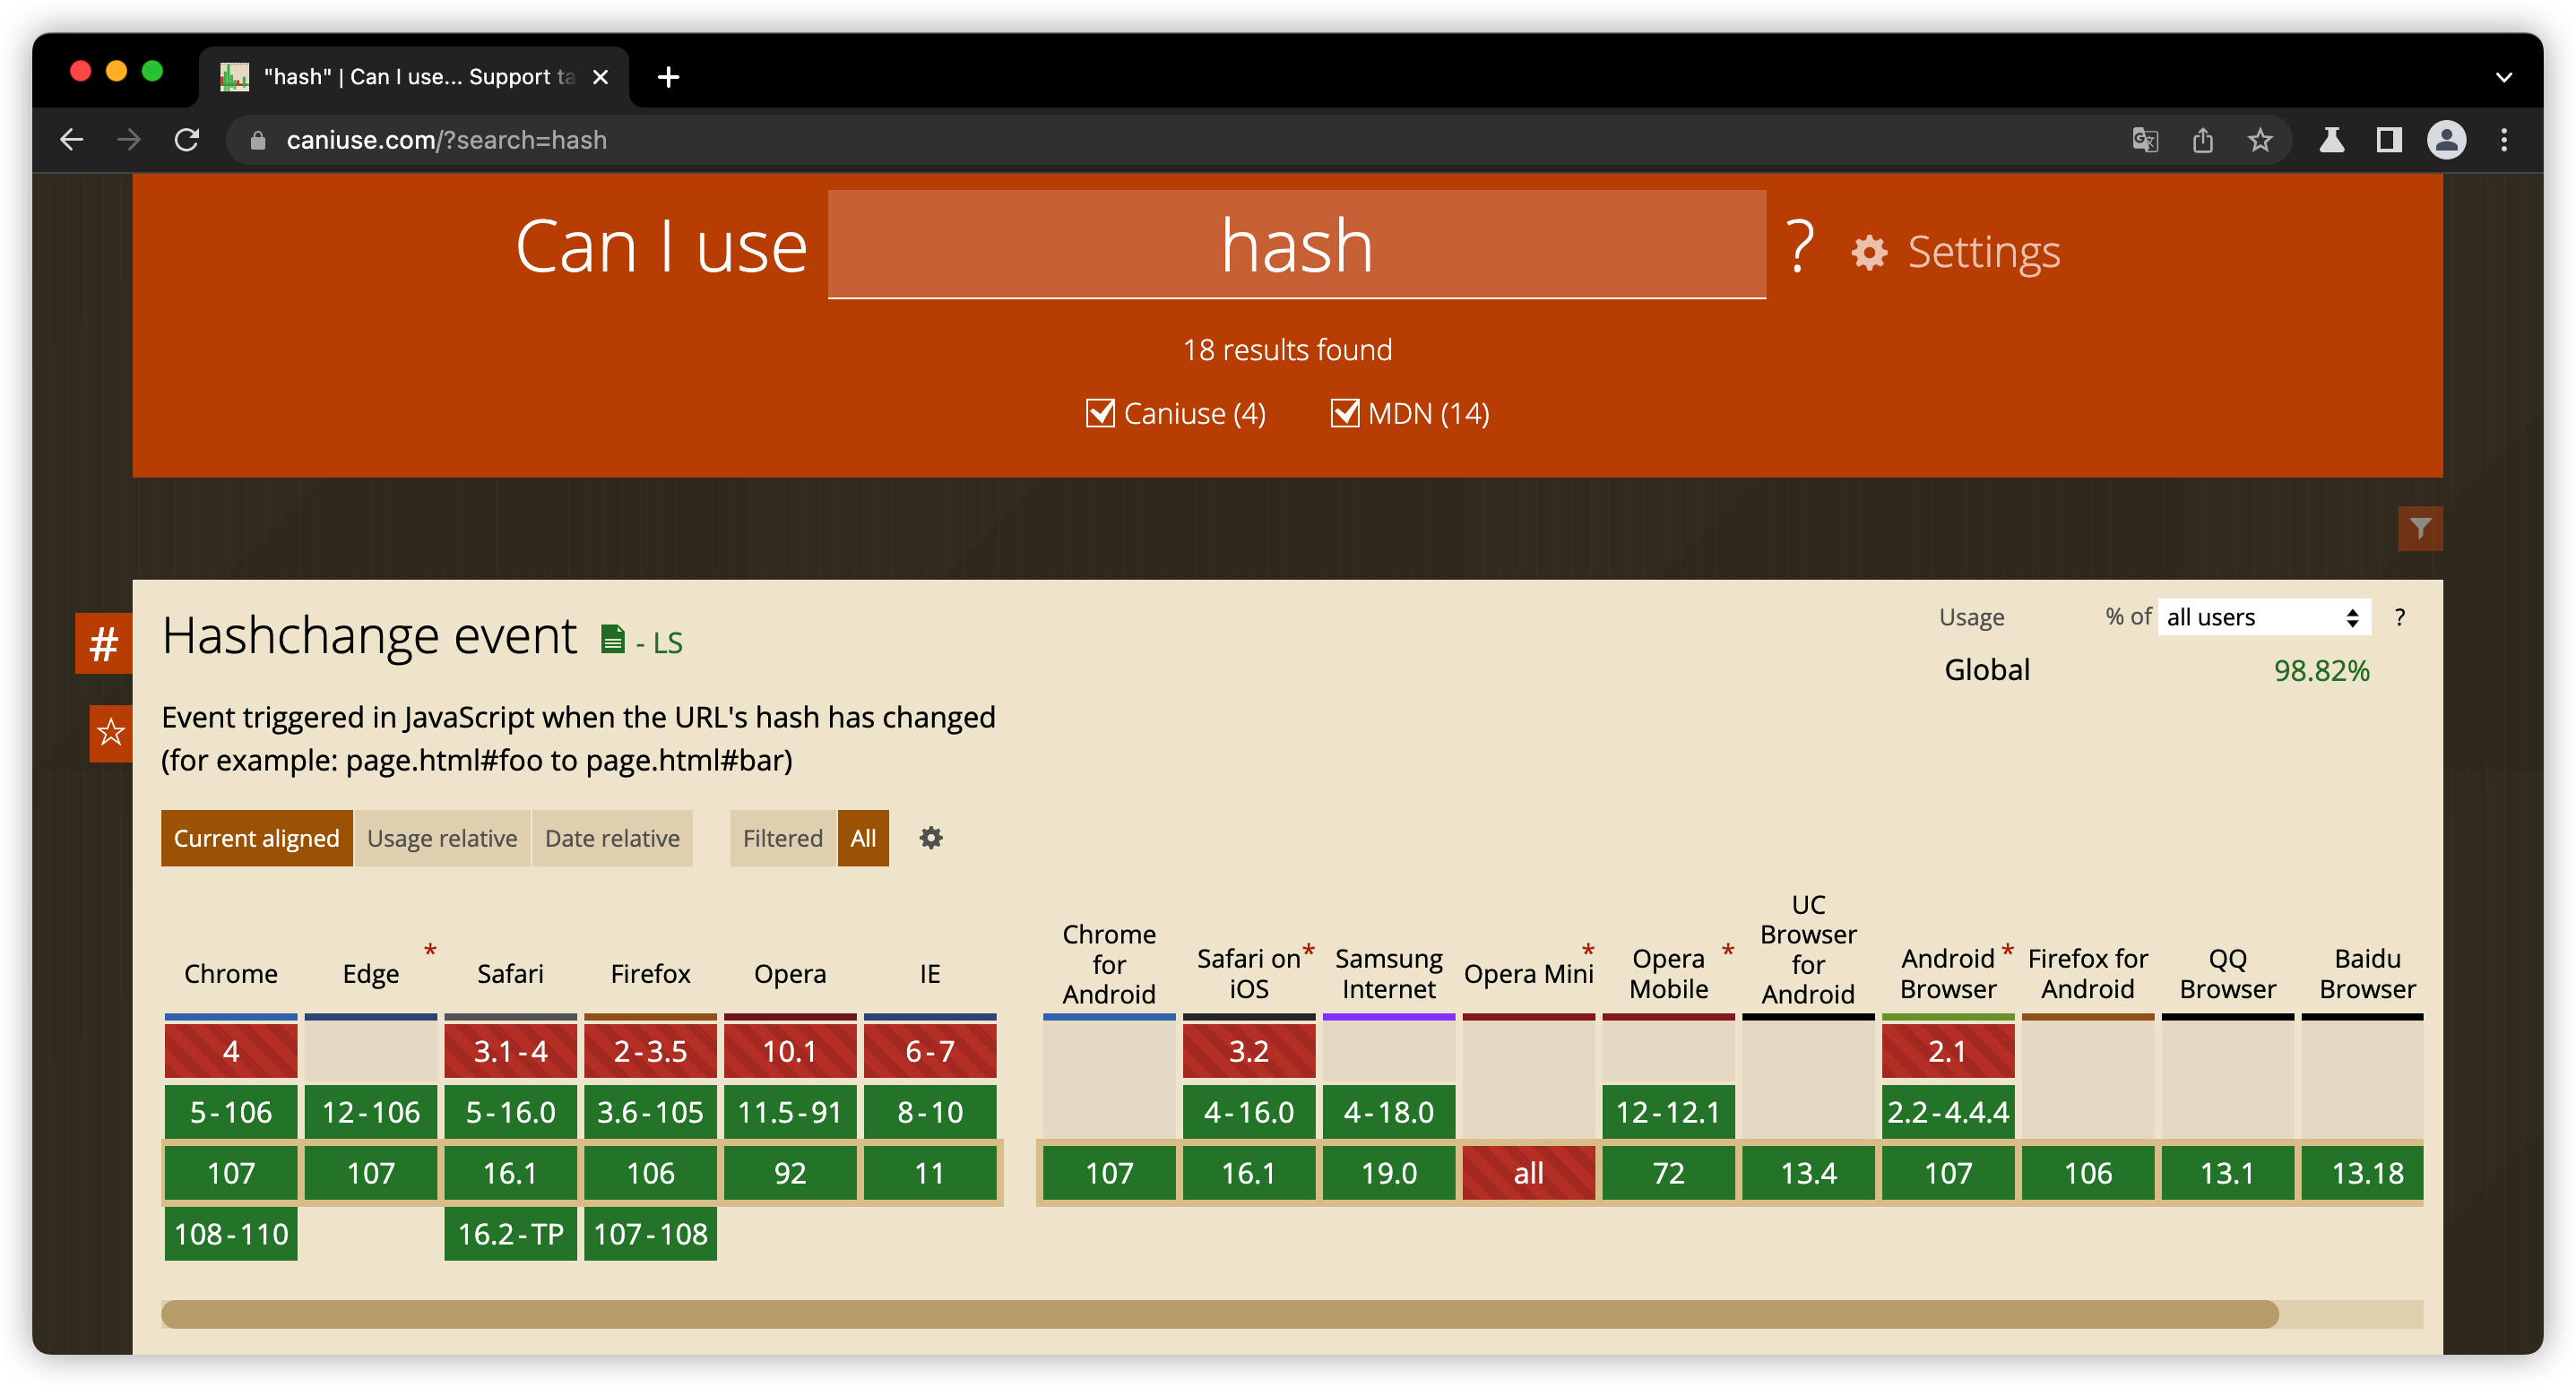 "hash" | Can I use... Support ta
caniuse.com/?search=hash
Can I use hash ? Settings
18 results found
Caniuse (4) MDN (14)
# Hashchange event - LS
Usage % of all users ?
Global 98.82%
Event triggered in JavaScript when the URL's hash has changed
(for example: page.html#foo to page.html#bar)
Current aligned Usage relative Date relative Filtered All
Chrome Edge * Safari Firefox Opera IE Chrome for Android Safari on iOS * Samsung Internet Opera Mini * Opera Mobile * UC Browser for Android Android Browser * Firefox for Android QQ Browser Baidu Browser
4 3.1-4 2-3.5 10.1 6-7 3.2 2.1
5-106 12-106 5-16.0 3.6-105 11.5-91 8-10 4-16.0 4-18.0 12-12.1 2.2-4.4.4
107 107 16.1 106 92 11 107 16.1 19.0 all 72 13.4 107 106 13.1 13.18
108-110 16.2-TP 107-108